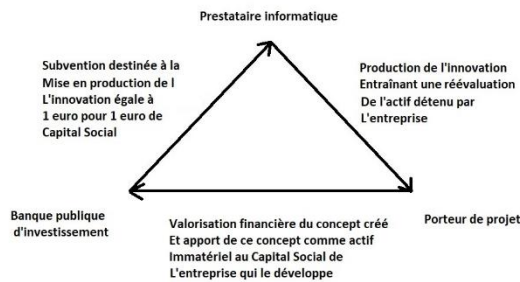 Prestataire informatique
Subvention destinée à la
Mise en production de l
L'innovation égale à
1 euro pour 1 euro de
Capital Social
Production de l'innovation
Entraînant une réévaluation
De l'actif détenu par
L'entreprise
Banque publique
d'investissement
Valorisation financière du concept créé
Et apport de ce concept comme actif
Immatériel au Capital Social de
L'entreprise qui le développe
Porteur de projet